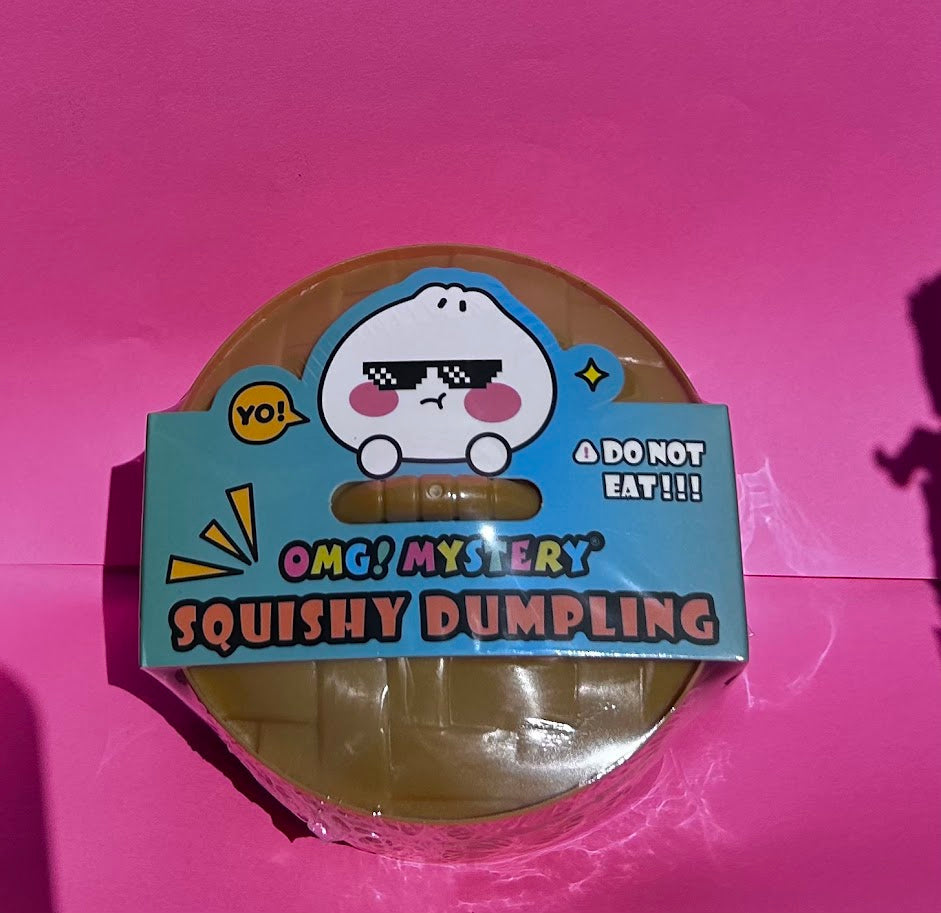 YO!
DO NOT
EAT!!!
OMG! MYSTERY®
SQUISHY DUMPLING